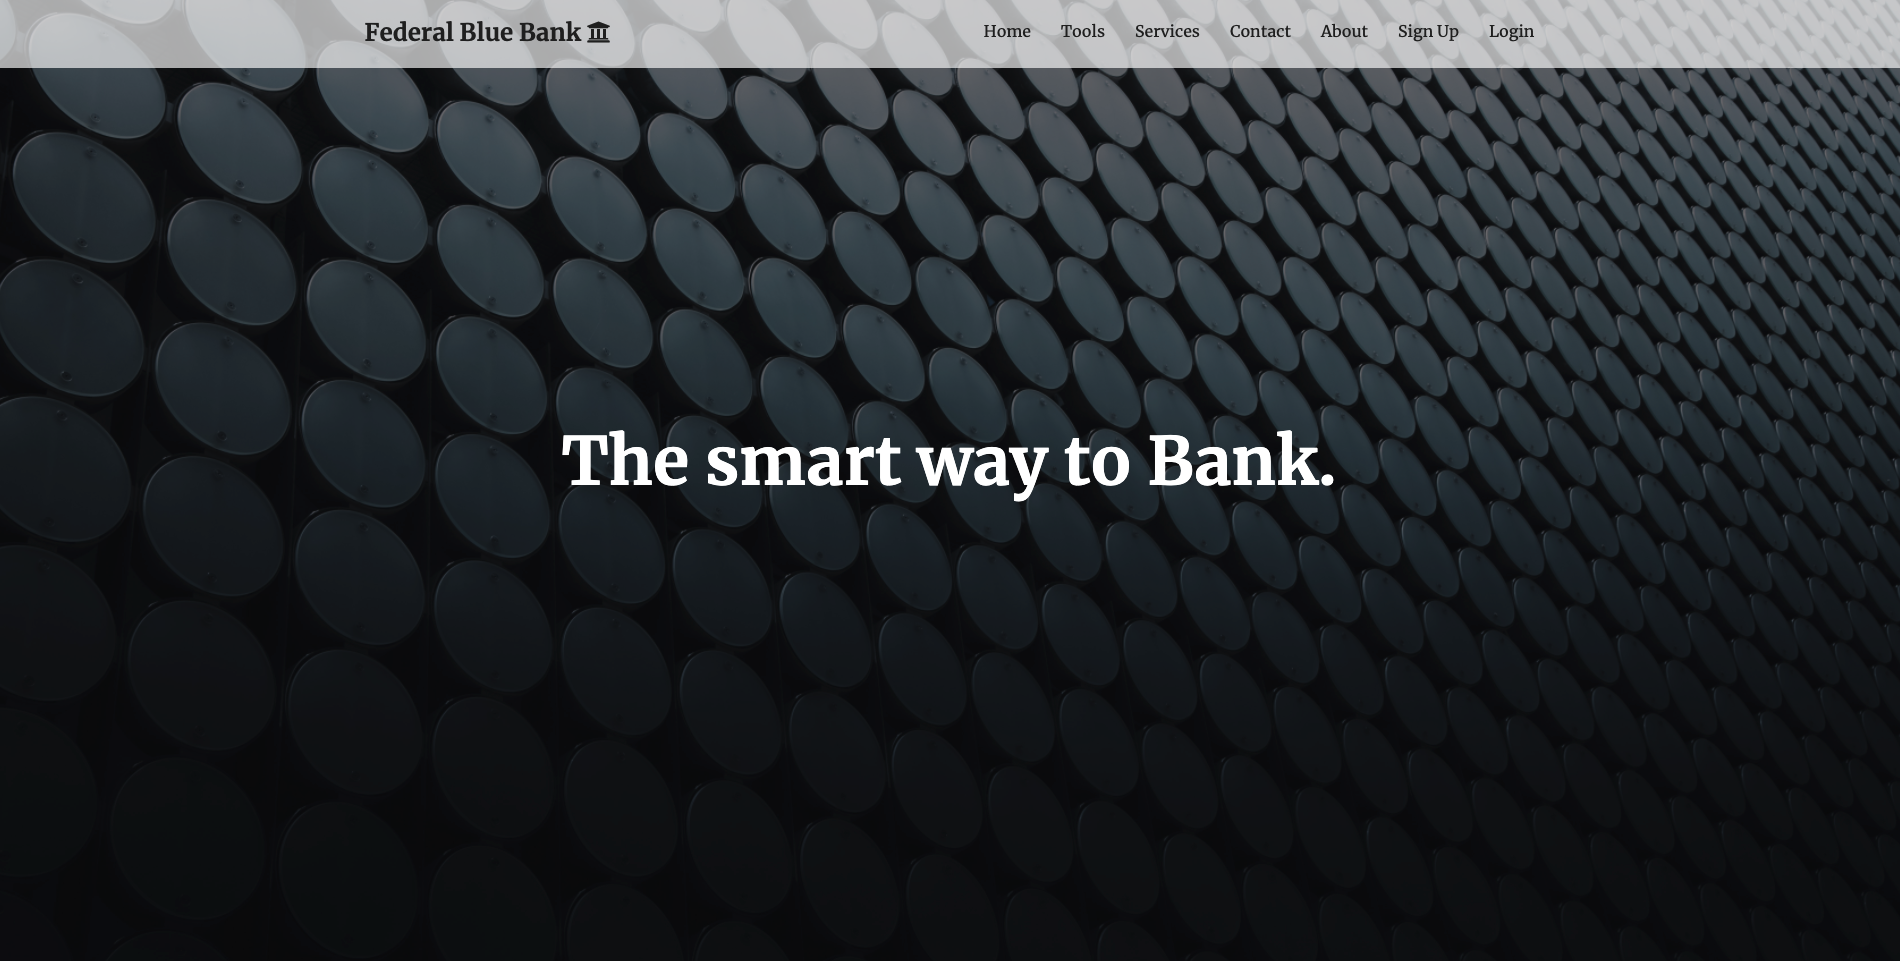 Federal Blue Bank
Home Tools Services Contact About Sign Up Login
The smart way to Bank.